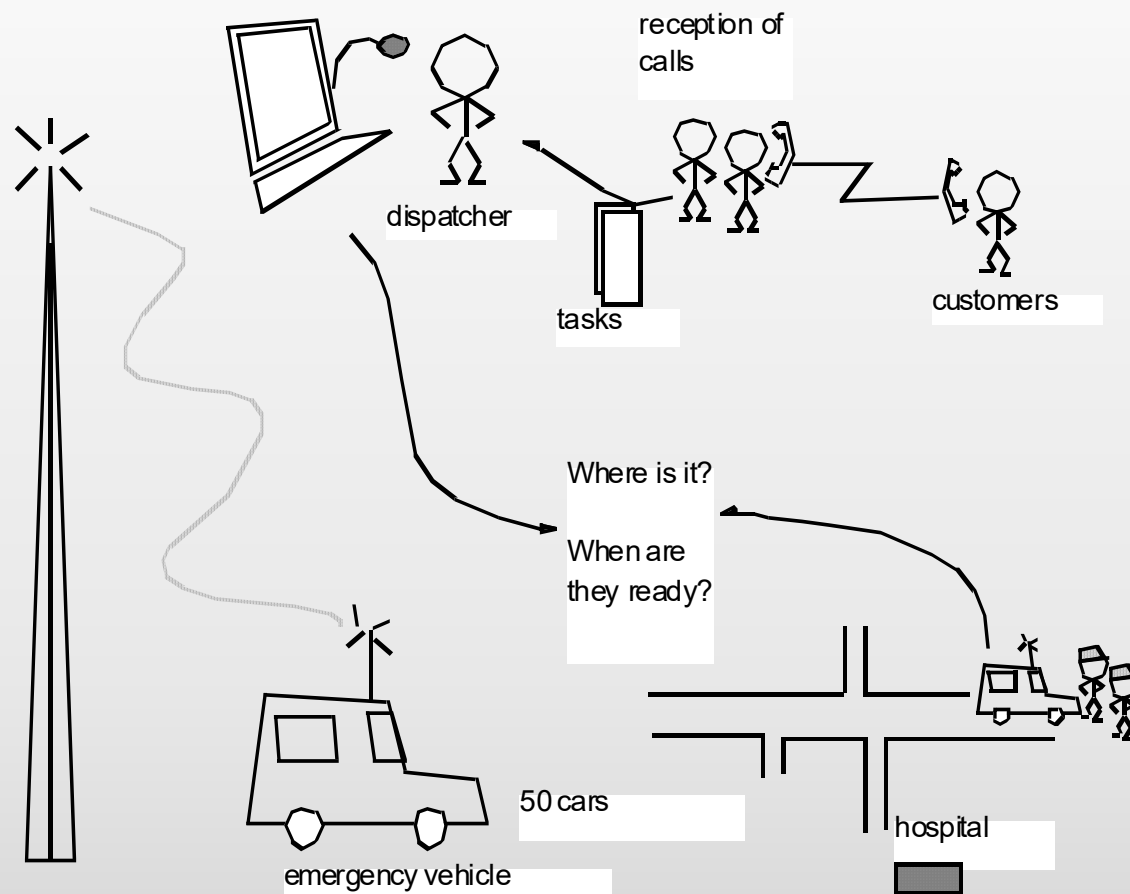 reception of
calls
dispatcher
tasks
customers
Where is it?
When are
they ready?
50 cars
hospital
emergency vehicle